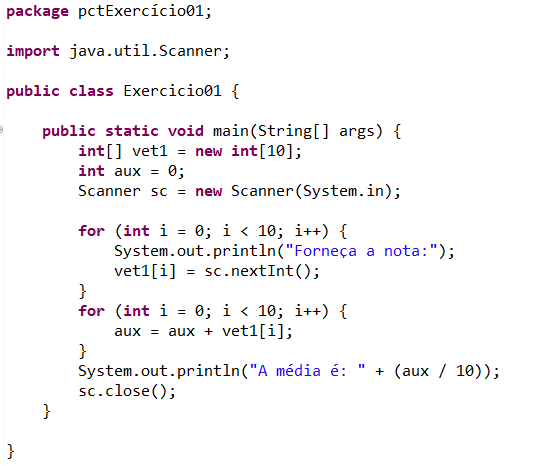 package pctExercício01;
import java.util.Scanner;
public class Exercicio01 {
public static void main(String[] args) {
int[] vet1 = new int[10];
int aux = 0;
Scanner sc = new Scanner(System.in);
for (int i = 0; i < 10; i++) {
System.out.println("Forneça a nota:");
vet1[i] = sc.nextInt();
}
for (int i = 0; i < 10; i++) {
aux = aux + vet1[i];
}
System.out.println("A média é: " + (aux / 10));
sc.close();
}
}